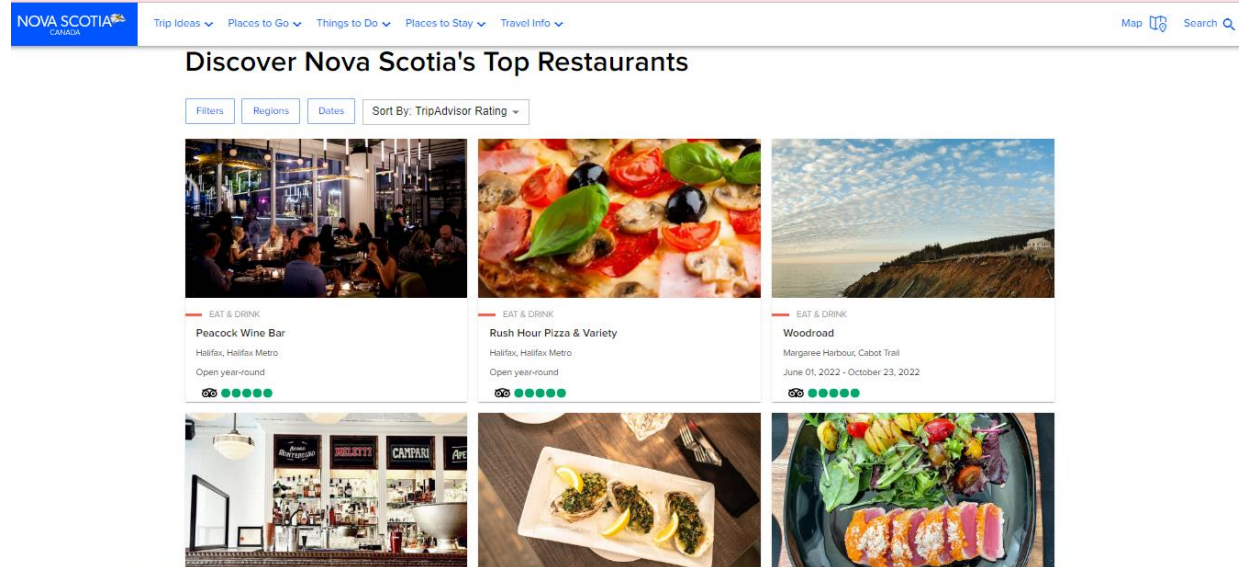 NOVA SCOTIA
CANADA
Trip Ideas Places to Go Things to Do Places to Stay Travel Info
Map Search
Discover Nova Scotia's Top Restaurants
Filters Regions Dates Sort By: TripAdvisor Rating
EAT & DRINK
Peacock Wine Bar
Halifax, Halifax Metro
Open year-round
EAT & DRINK
Rush Hour Pizza & Variety
Halifax, Halifax Metro
Open year-round
EAT & DRINK
Woodroad
Margaree Harbour, Cabot Trail
June 01, 2022 - October 23, 2022
CAMPARI